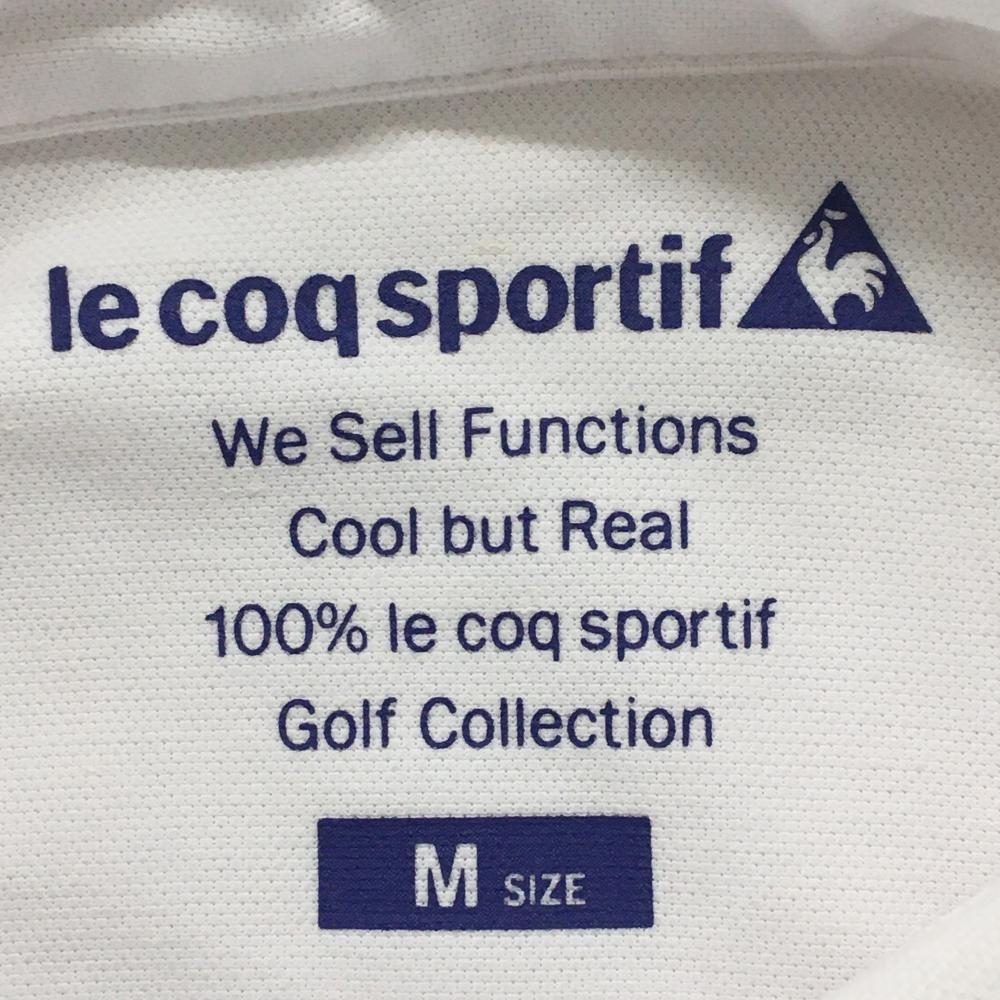 le coq sportif
We Sell Functions
Cool but Real
100% le coq sportif
Golf Collection
M SIZE